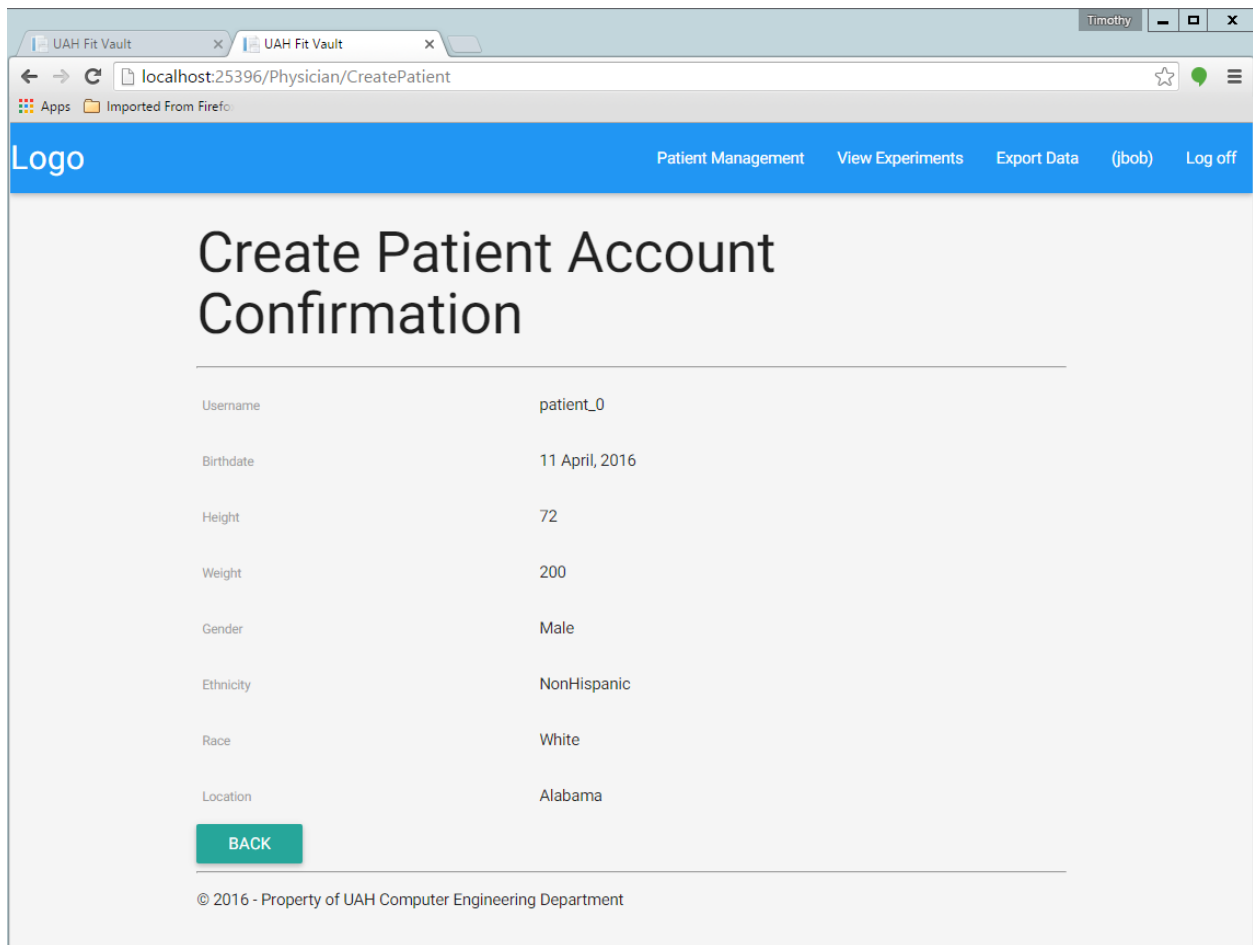 Timothy
UAH Fit Vault
UAH Fit Vault
localhost:25396/Physician/CreatePatient
Apps Imported From Firefo
Logo Patient Management View Experiments Export Data (jbob) Log off
Create Patient Account
Confirmation
Username patient_0
Birthdate 11 April, 2016
Height 72
Weight 200
Gender Male
Ethnicity NonHispanic
Race White
Location Alabama
BACK
© 2016 - Property of UAH Computer Engineering Department